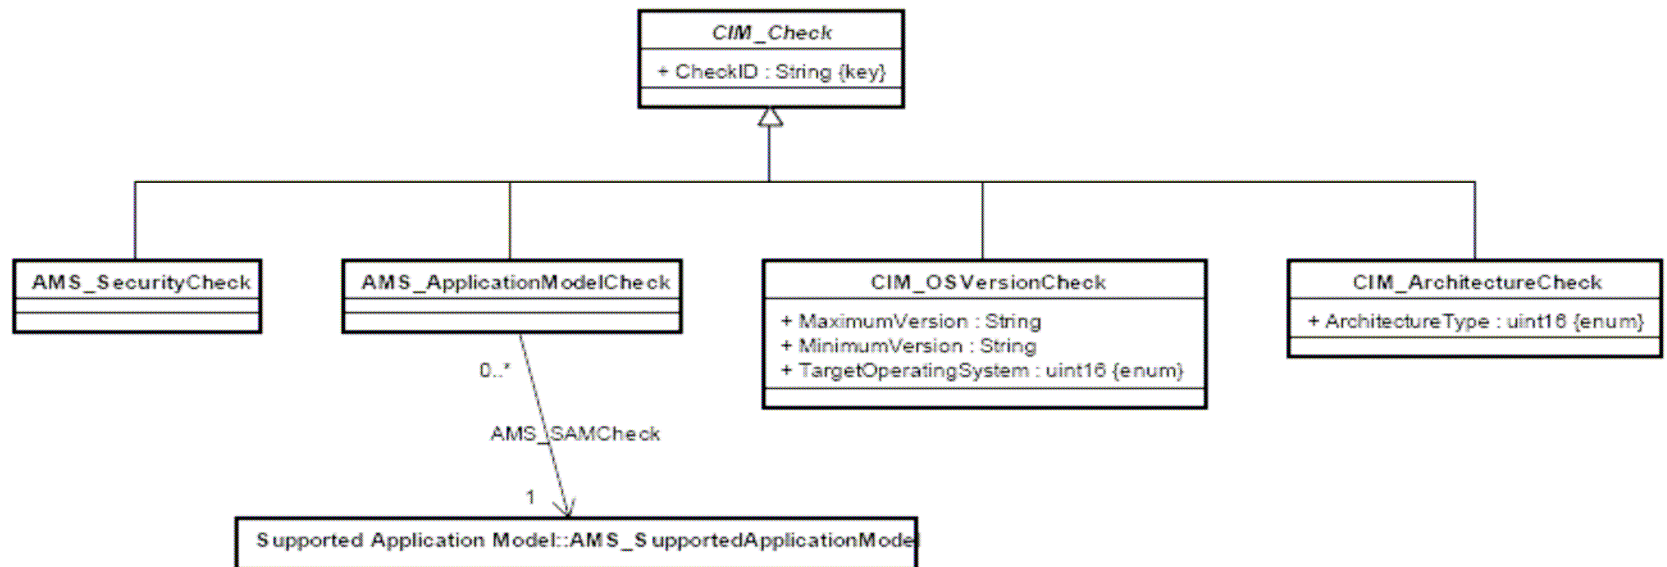 CIM_Check
+ CheckID : String {key}
AMS_SecurityCheck
AMS_ApplicationModelCheck
CIM_OSVersionCheck
+ MaximumVersion : String
+ MinimumVersion : String
+ TargetOperatingSystem : uint16 {enum}
CIM_ArchitectureCheck
+ ArchitectureType : uint16 {enum}
0..*
AMS_SAMCheck
1
Supported Application Model::AMS_SupportedApplicationModel